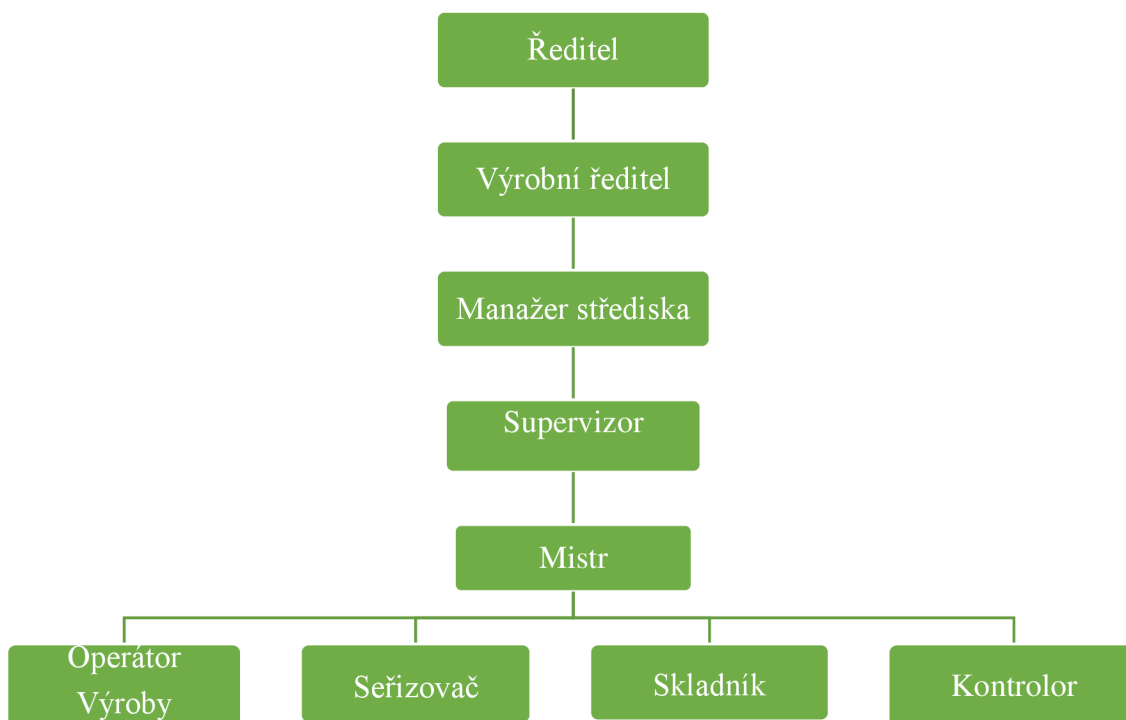 Ředitel
Výrobní ředitel
Manažer střediska
Supervizor
Mistr
Operátor
Výroby
Seřizovač
Skladník
Kontrolor